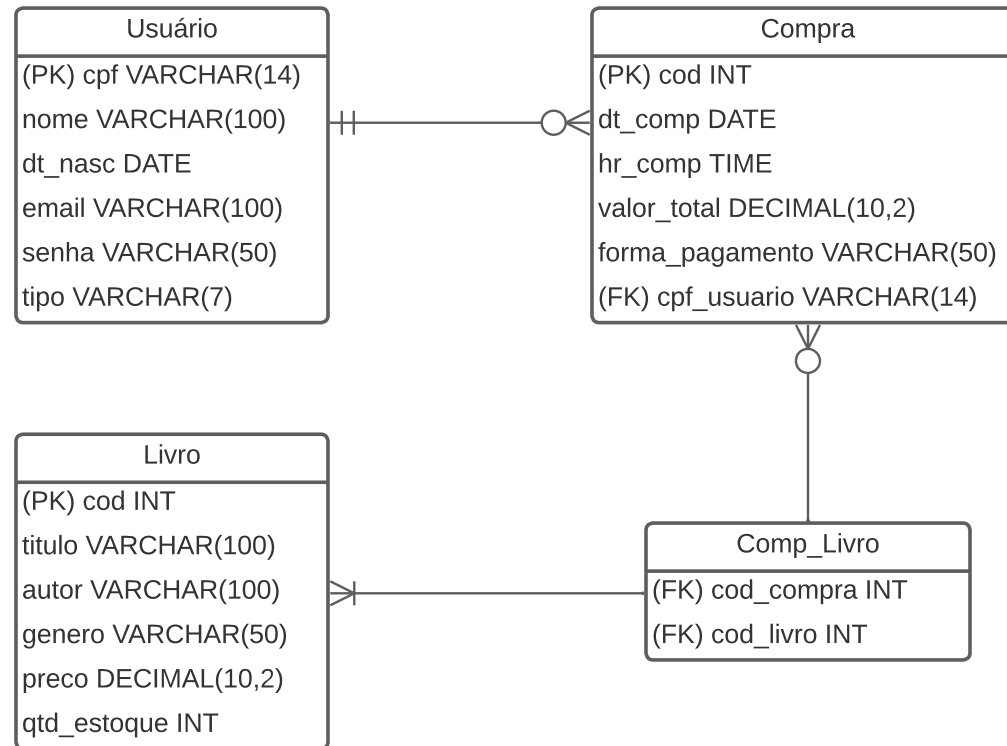 Usuário
(PK) cpf VARCHAR(14)
nome VARCHAR(100)
dt_nasc DATE
email VARCHAR(100)
senha VARCHAR(50)
tipo VARCHAR(7)
Compra
(PK) cod INT
dt_comp DATE
hr_comp TIME
valor_total DECIMAL(10,2)
forma_pagamento VARCHAR(50)
(FK) cpf_usuario VARCHAR(14)
Livro
(PK) cod INT
titulo VARCHAR(100)
autor VARCHAR(100)
genero VARCHAR(50)
preco DECIMAL(10,2)
qtd_estoque INT
Comp_Livro
(FK) cod_compra INT
(FK) cod_livro INT